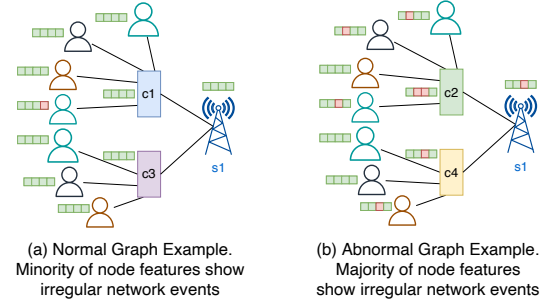 c1
c3
s1
c2
c4
s1
(a) Normal Graph Example.
Minority of node features show
irregular network events
(b) Abnormal Graph Example.
Majority of node features
show irregular network events